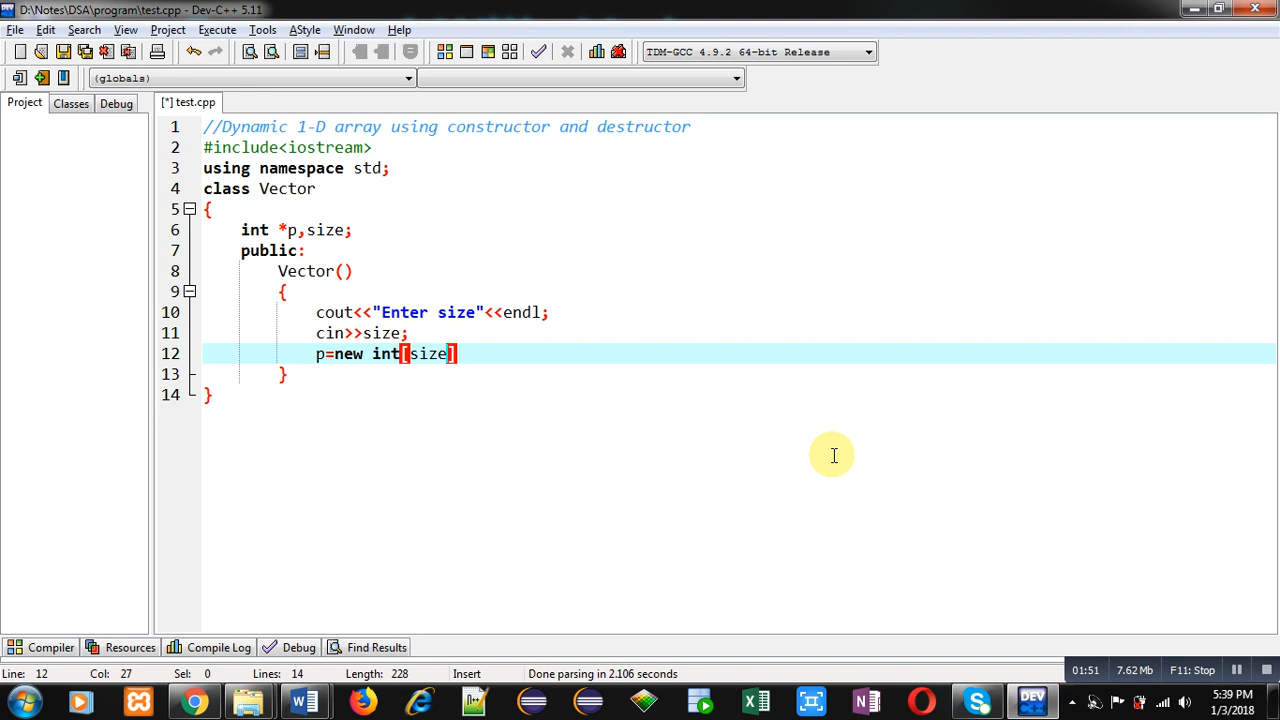 D:\Notes\DSA\program\test.cpp - Dev-C++ 5.11
File Edit Search View Project Execute Tools AStyle Window Help
TDM-GCC 4.9.2 64-bit Release
(globals)
Project Classes Debug [*] test.cpp
1 //Dynamic 1-D array using constructor and destructor
2 #include<iostream>
3 using namespace std;
4 class Vector
5 {
6 int *p,size;
7 public:
8 Vector()
9 {
10 cout<<"Enter size"<<endl;
11 cin>>size;
12 p=new int[size]
13 }
14 }
Compiler Resources Compile Log Debug Find Results
Line: 12 Col: 27 Sel: 0 Lines: 14 Length: 228 Insert Done parsing in 2.106 seconds
01:51 7.62 Mb F11: Stop
DEV
5:39 PM
1/3/2018